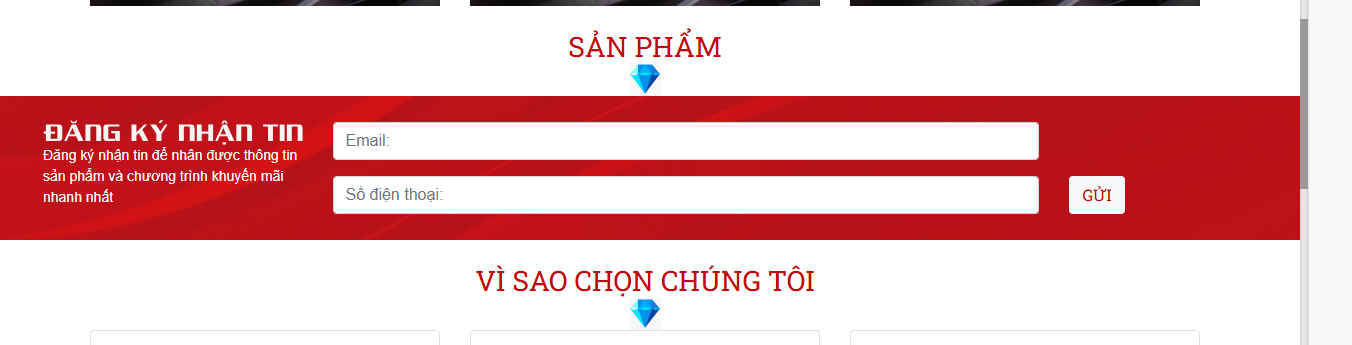 SẢN PHẨM
ĐĂNG KÝ NHẬN TIN
Đăng ký nhận tin để nhân được thông tin
sản phẩm và chương trình khuyến mãi
nhanh nhất
Email:
Số điện thoại:
GỬI
VÌ SAO CHỌN CHÚNG TÔI